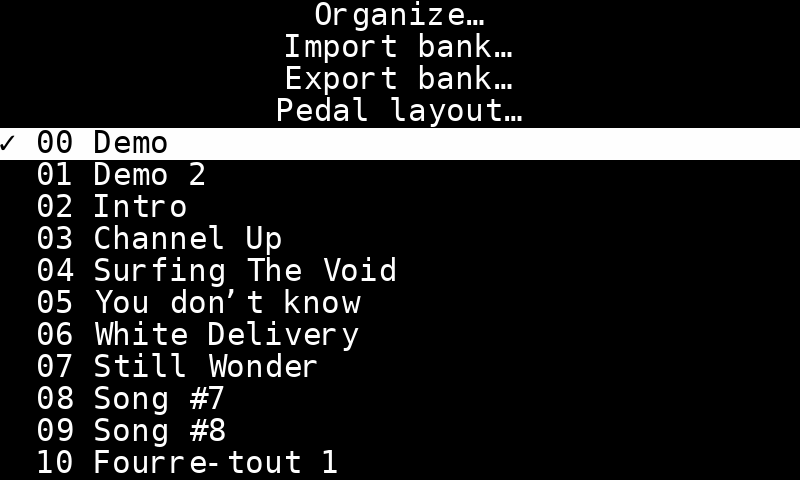 Organize…
Import bank…
Export bank…
Pedal layout…
✓ 00 Demo
01 Demo 2
02 Intro
03 Channel Up
04 Surfing The Void
05 You don’t know
06 White Delivery
07 Still Wonder
08 Song #7
09 Song #8
10 Fourre-tout 1